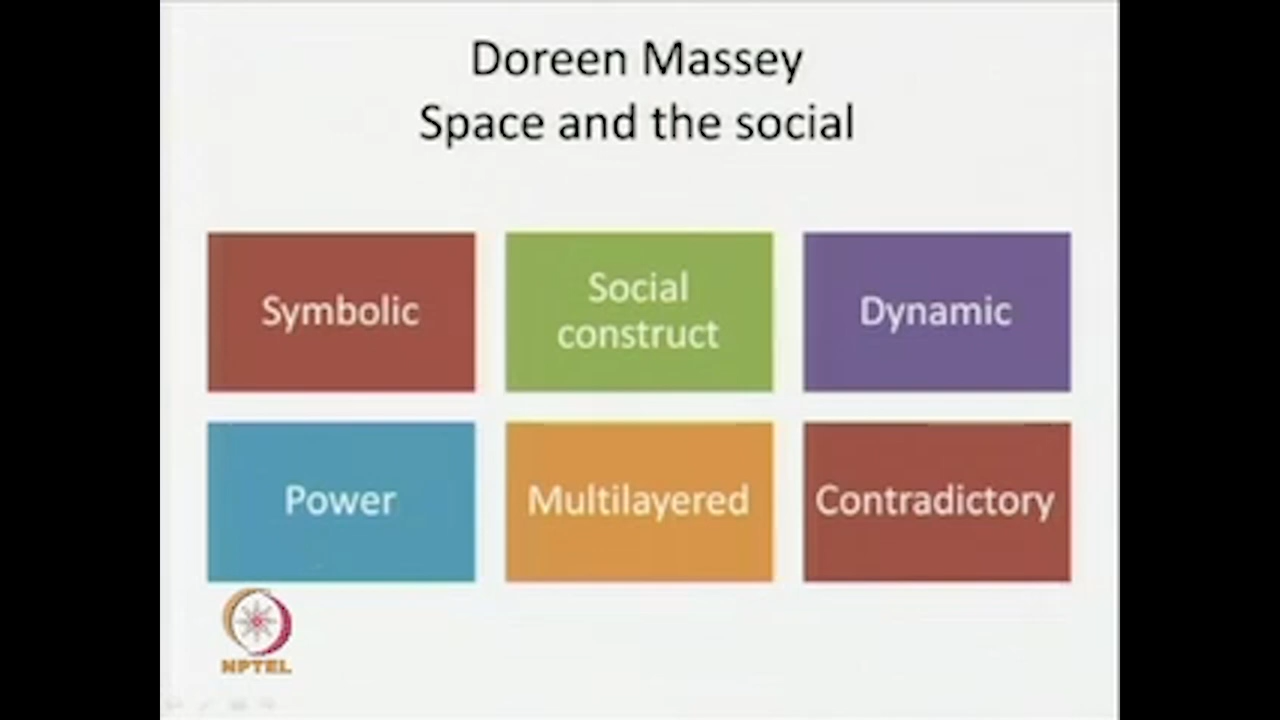 Doreen Massey
Space and the social
Symbolic
Social
construct
Dynamic
Power
Multilayered
Contradictory
NPTEL